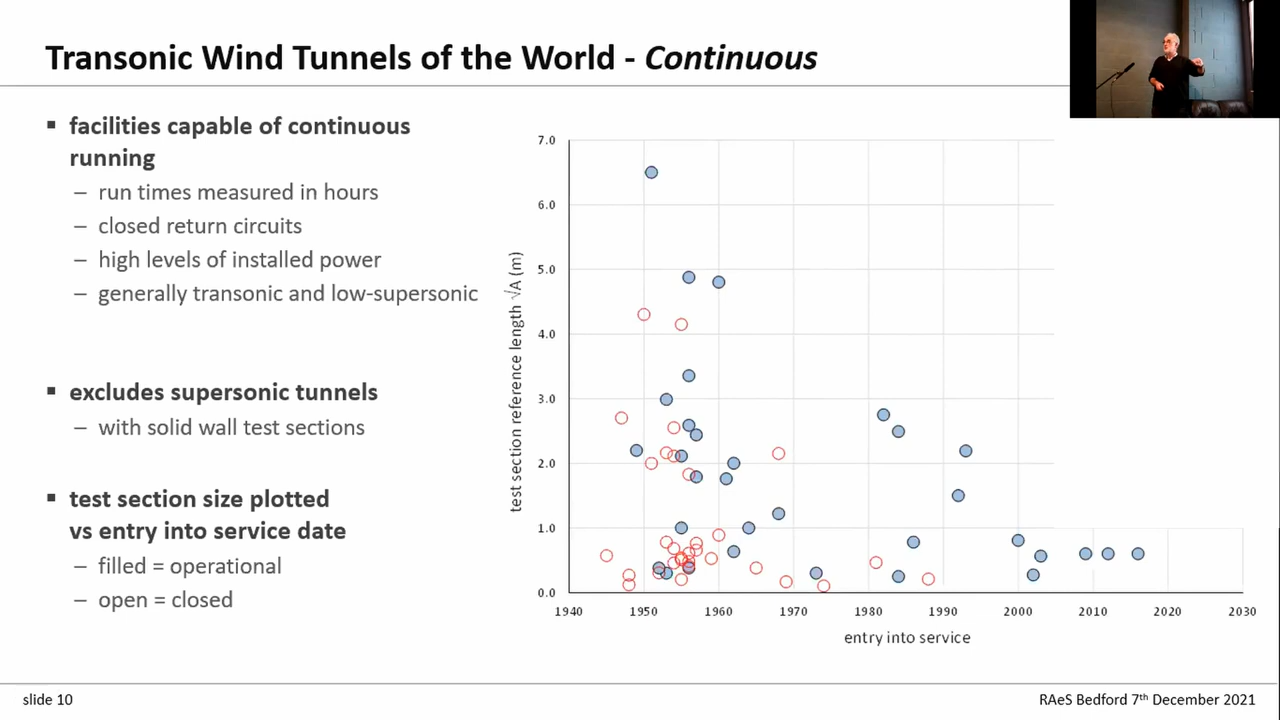 Transonic Wind Tunnels of the World - Continuous
▪ facilities capable of continuous
running
– run times measured in hours
– closed return circuits
– high levels of installed power
– generally transonic and low-supersonic
▪ excludes supersonic tunnels
– with solid wall test sections
▪ test section size plotted
vs entry into service date
– filled = operational
– open = closed
test section reference length √A (m)
7.0
6.0
5.0
4.0
3.0
2.0
1.0
0.0
1940 1950 1960 1970 1980 1990 2000 2010 2020 2030
entry into service
slide 10
RAeS Bedford 7th December 2021